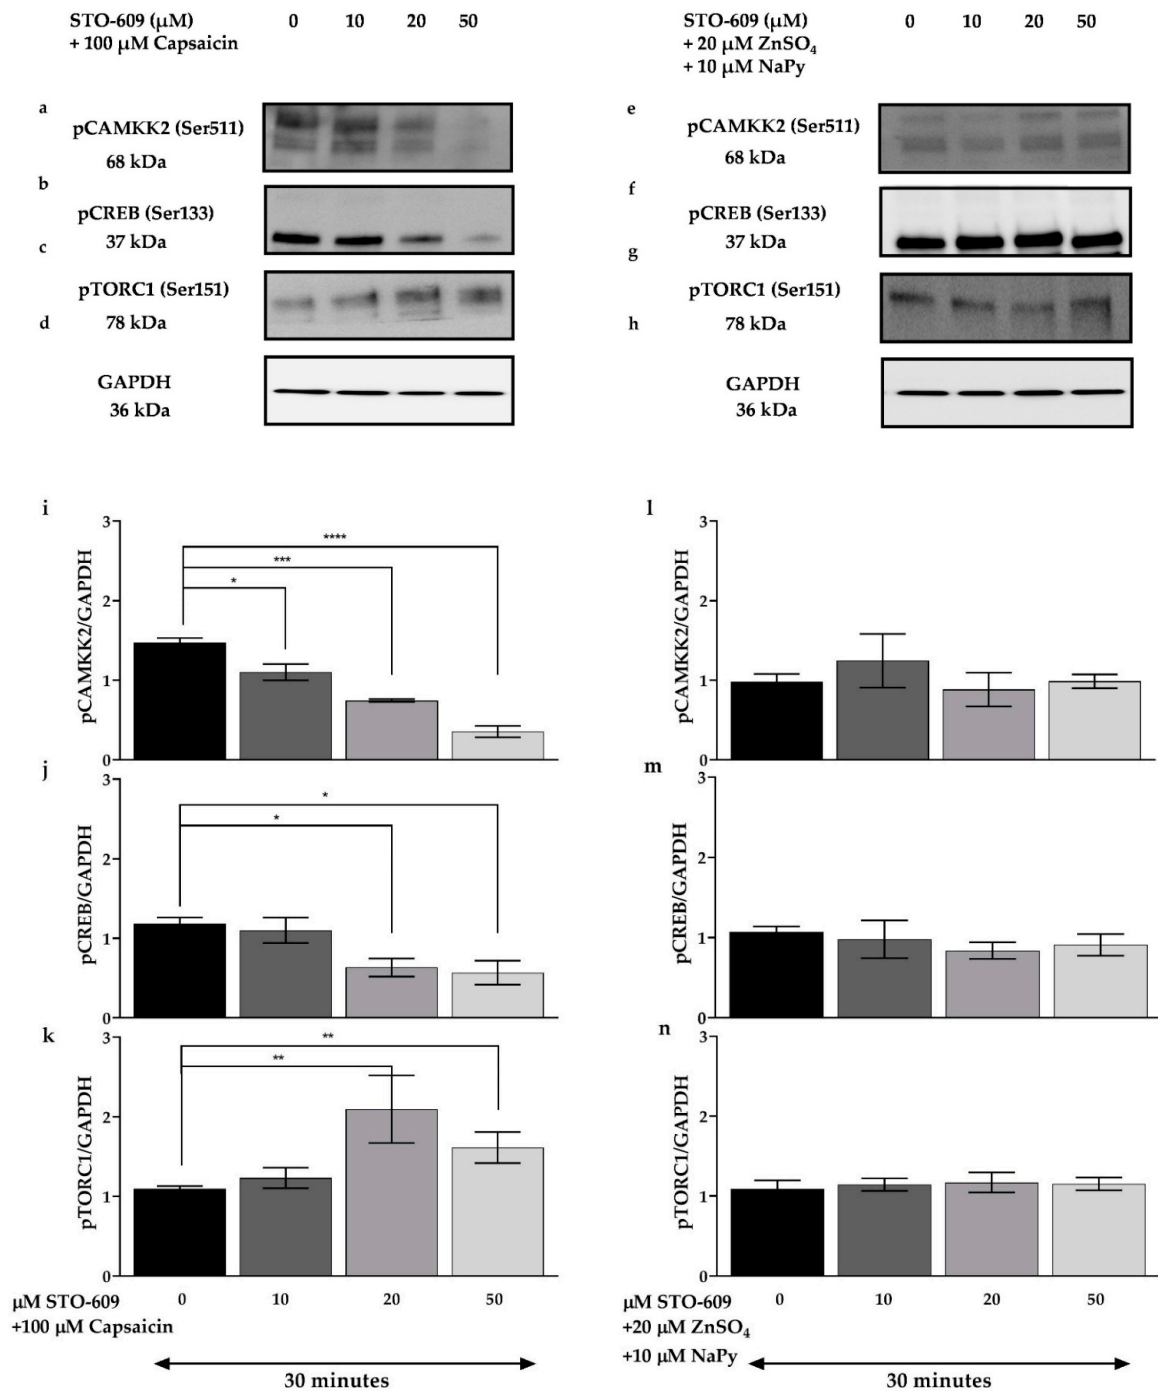 STO-609 (µM) 0 10 20 50
+ 100 µM Capsaicin
a
pCAMKK2 (Ser511)
68 kDa
b
pCREB (Ser133)
37 kDa
c
pTORC1 (Ser151)
78 kDa
d
GAPDH
36 kDa
STO-609 (µM) 0 10 20 50
+ 20 µM ZnSO₄
+ 10 µM NaPy
e
pCAMKK2 (Ser511)
68 kDa
f
pCREB (Ser133)
37 kDa
g
pTORC1 (Ser151)
78 kDa
h
GAPDH
36 kDa
i
pCAMKK2/GAPDH
3
2
1
0
****
***
*
j
pCREB/GAPDH
3
2
1
0
*
*
k
pTORC1/GAPDH
3
2
1
0
**
**
µM STO-609 0 10 20 50
+100 µM Capsaicin
30 minutes
l
pCAMKK2/GAPDH
3
2
1
0
m
pCREB/GAPDH
3
2
1
0
n
pTORC1/GAPDH
3
2
1
0
µM STO-609 0 10 20 50
+20 µM ZnSO₄
+10 µM NaPy
30 minutes